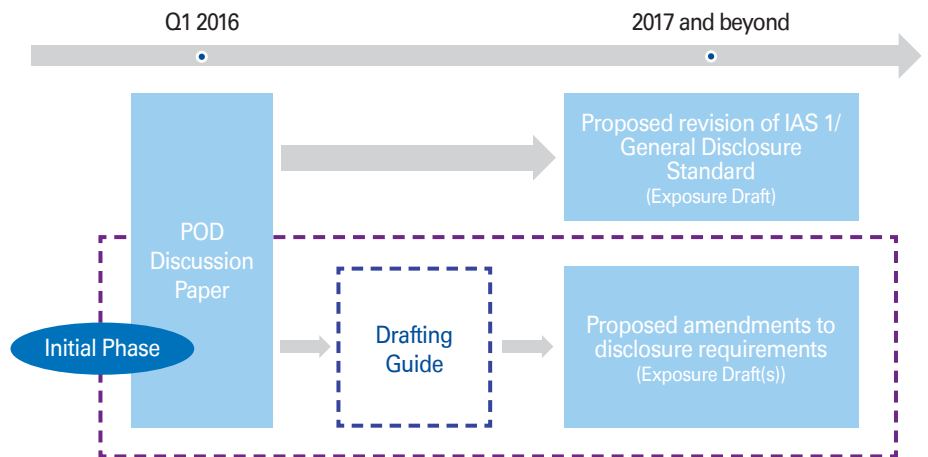 Q1 2016
2017 and beyond
Proposed revision of IAS 1/
General Disclosure
Standard
(Exposure Draft)
POD
Discussion
Paper
Initial Phase
Drafting
Guide
Proposed amendments to
disclosure requirements
(Exposure Draft(s))